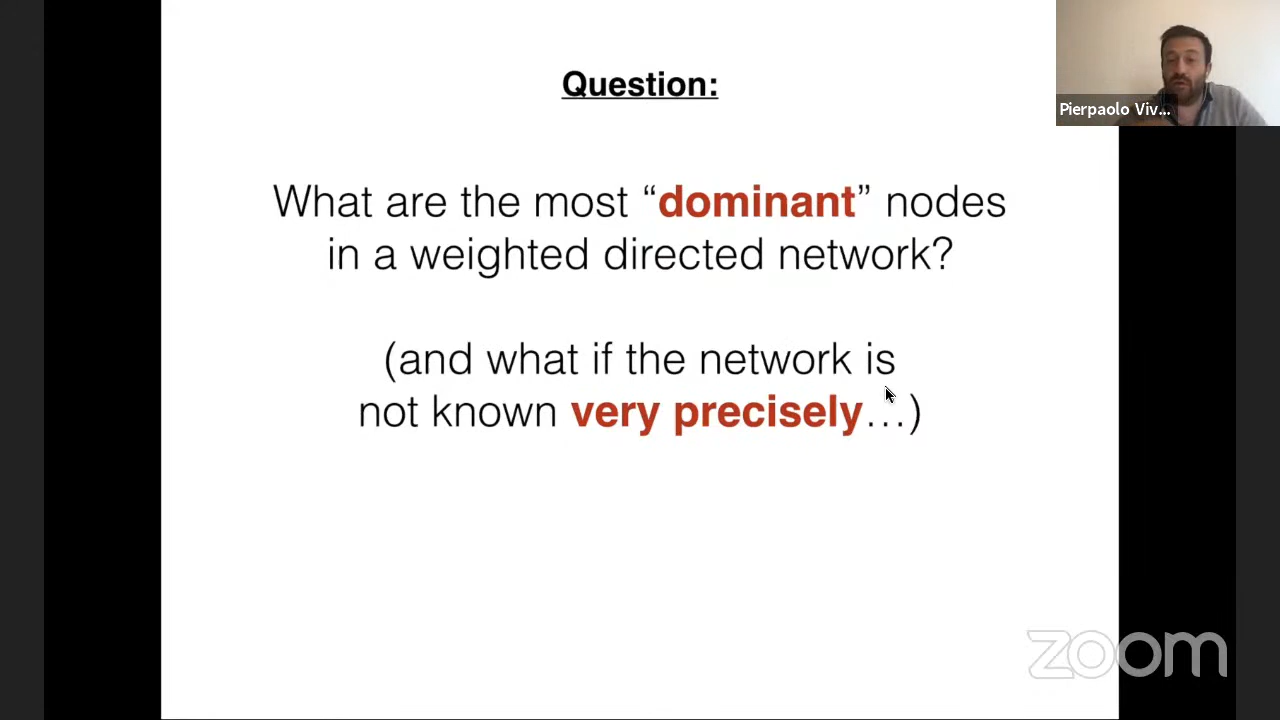 Question:
Pierpaolo Viv...
What are the most “dominant” nodes
in a weighted directed network?
(and what if the network is
not known very precisely…)
zoom